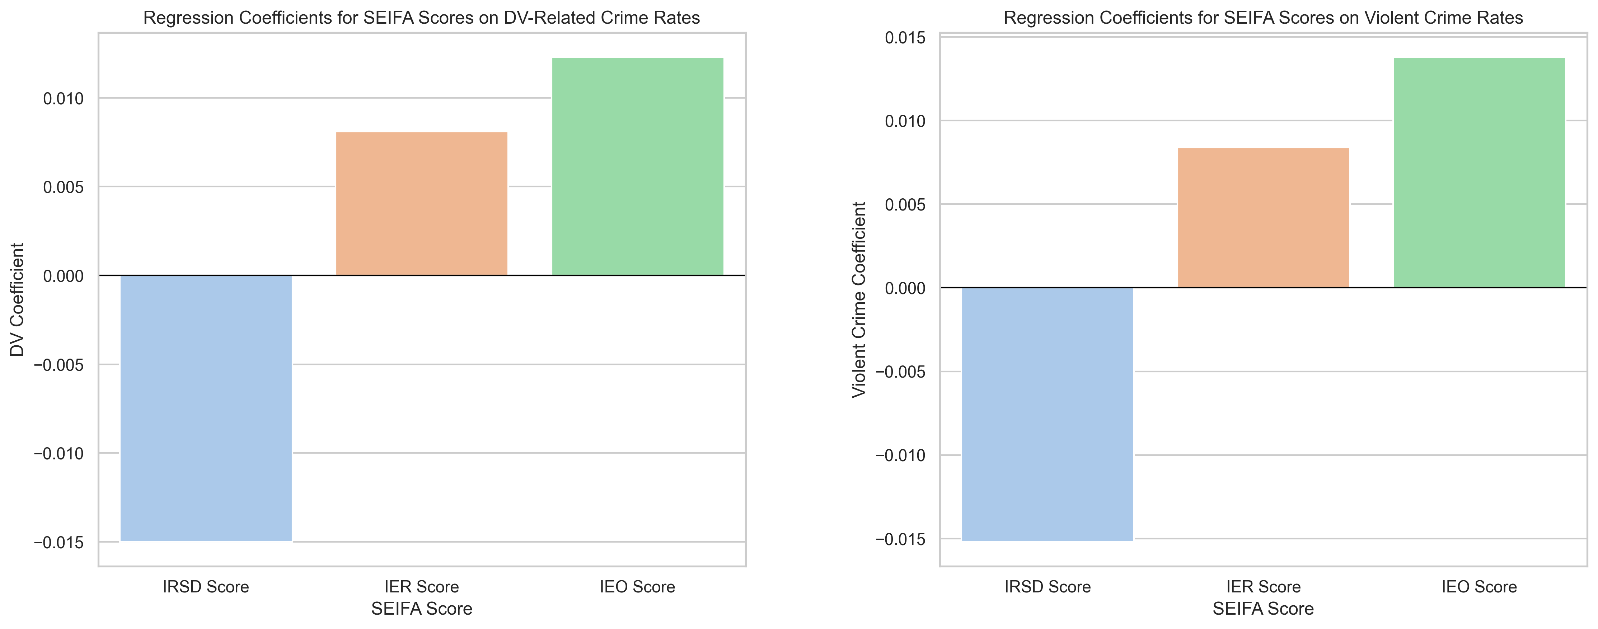 Regression Coefficients for SEIFA Scores on DV-Related Crime Rates
0.010
0.005
0.000
−0.005
−0.010
−0.015
DV Coefficient
IRSD Score
IER Score
IEO Score
SEIFA Score
Regression Coefficients for SEIFA Scores on Violent Crime Rates
0.015
0.010
0.005
0.000
−0.005
−0.010
−0.015
Violent Crime Coefficient
IRSD Score
IER Score
IEO Score
SEIFA Score